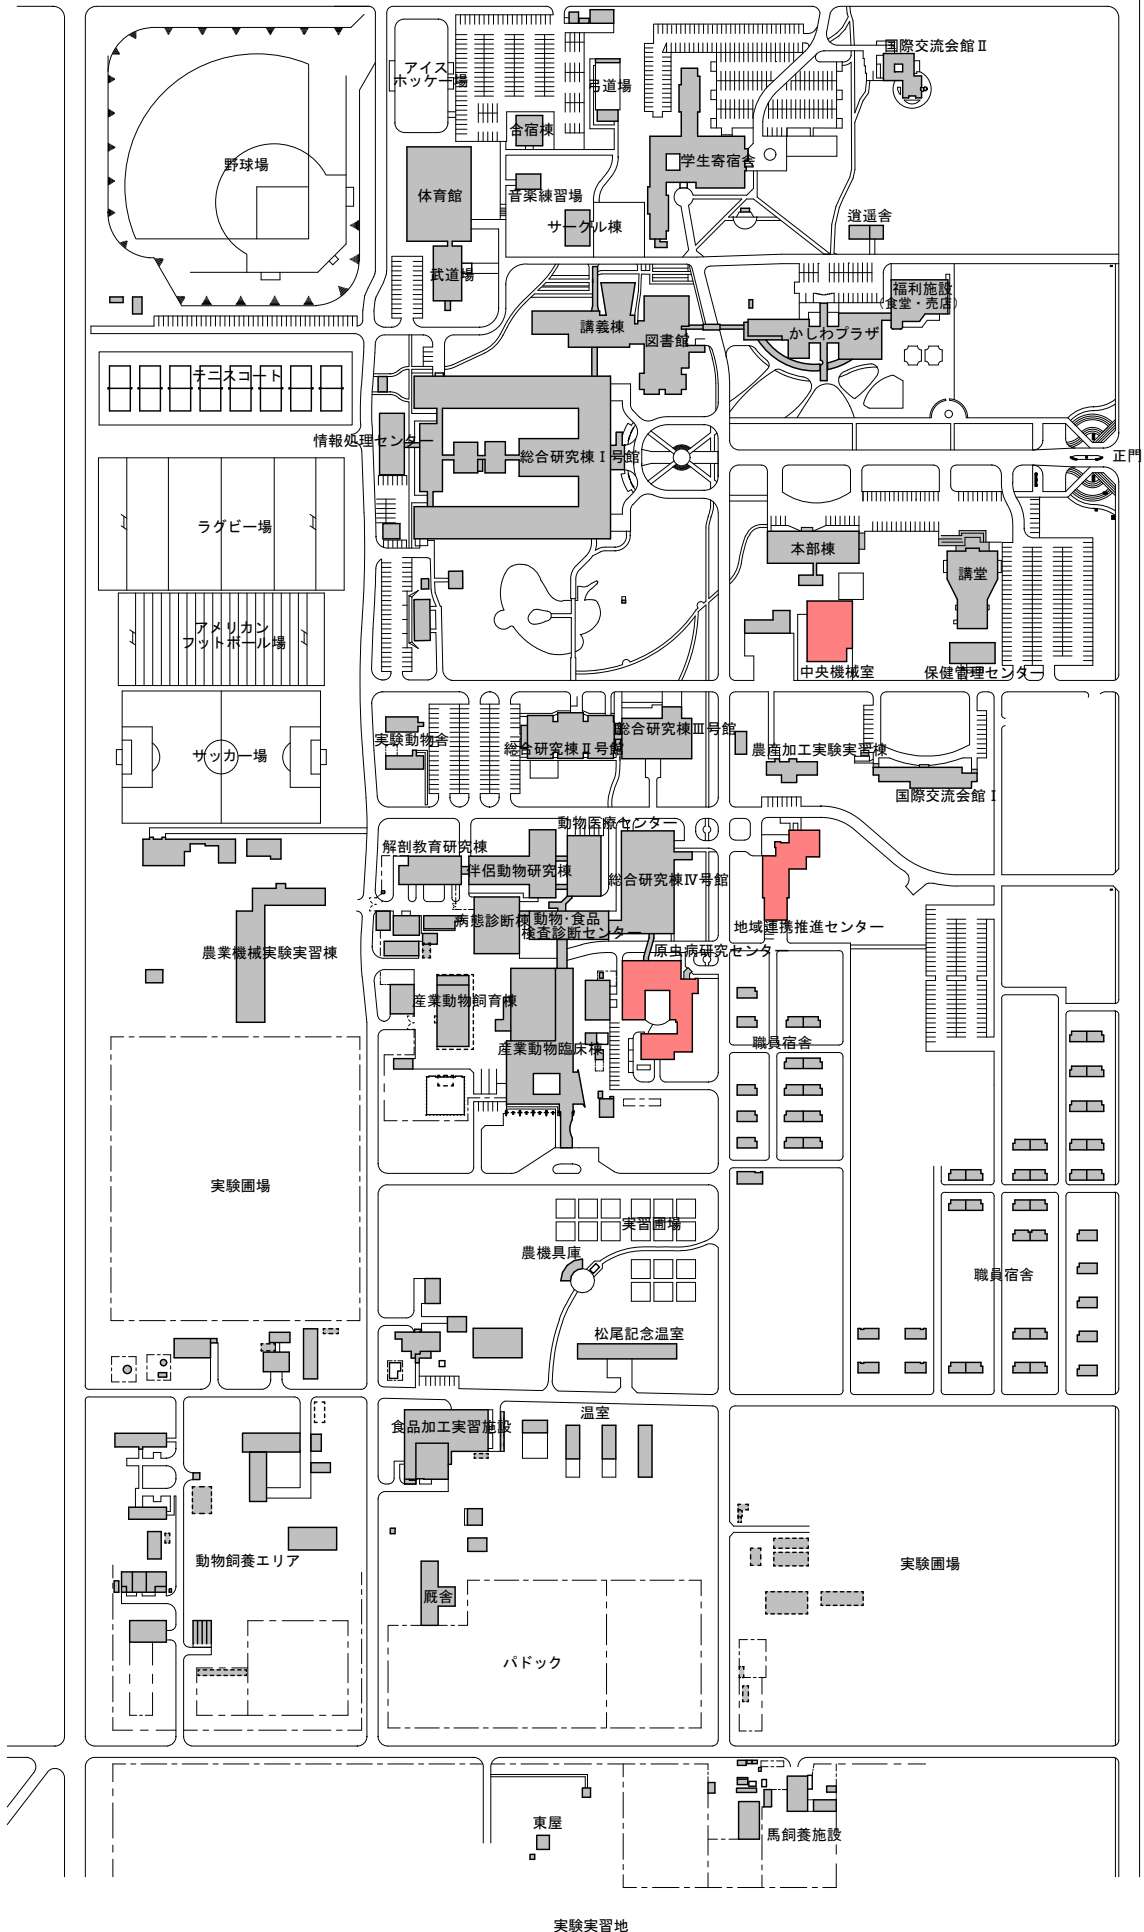 国際交流会館Ⅱ
アイス
ホッケー場
弓道場
合宿棟
野球場
学生寄宿舎
体育館
音楽練習場
サークル棟
逍遥舎
武道場
福利施設
（食堂・売店）
講義棟
図書館
かしわプラザ
テニスコート
情報処理センター
総合研究棟Ⅰ号館
正門
ラグビー場
本部棟
講堂
アメリカン
フットボール場
中央機械室
保健管理センター
実験動物舎
総合研究棟Ⅱ号館
総合研究棟Ⅲ号館
農産加工実験実習棟
サッカー場
国際交流会館Ⅰ
動物医療センター
解剖教育研究棟
伴侶動物研究棟
総合研究棟Ⅳ号館
病態診断棟
動物・食品
検査診断センター
地域連携推進センター
農業機械実験実習棟
原虫病研究センター
産業動物飼育棟
産業動物臨床棟
職員宿舎
実験圃場
実習圃場
農機具庫
職員宿舎
松尾記念温室
食品加工実習施設
温室
動物飼養エリア
実験圃場
厩舎
パドック
東屋
馬飼養施設
実験実習地